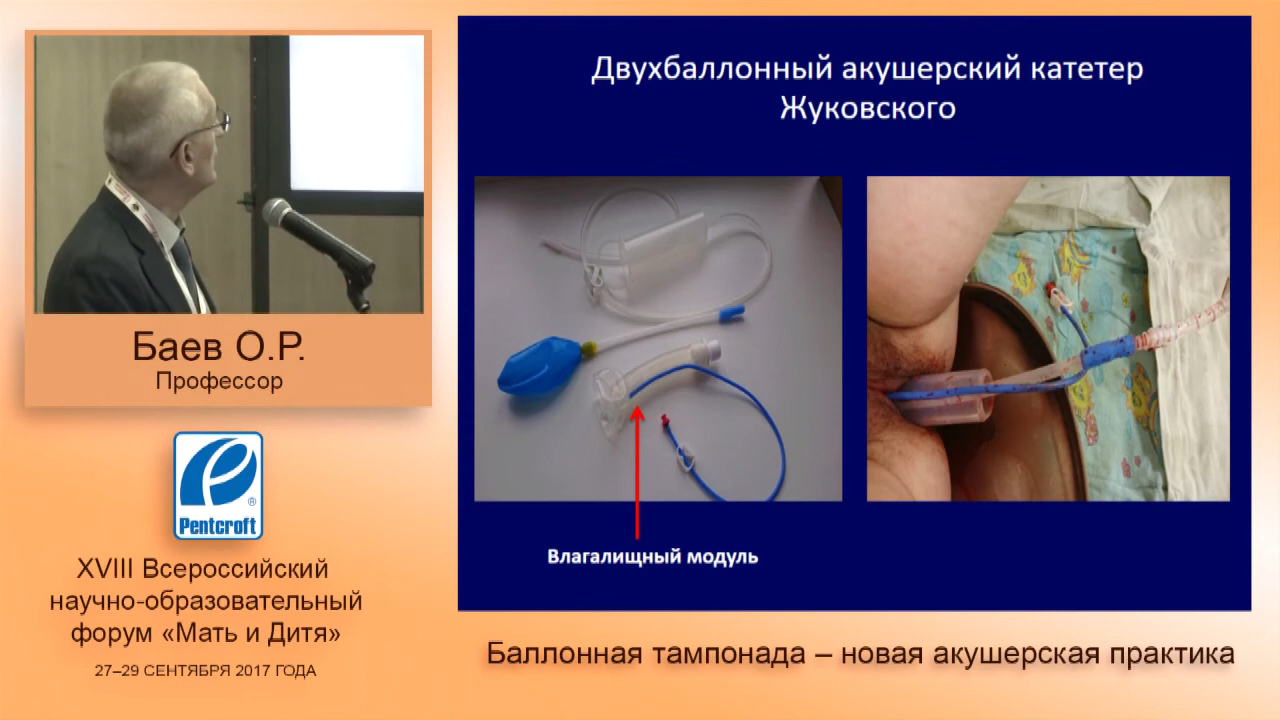 Двухбаллонный акушерский катетер
Жуковского
Влагалищный модуль
Баев О.Р.
Профессор
Pentcroft
®
XVIII Всероссийский
научно-образовательный
форум «Мать и Дитя»
27–29 СЕНТЯБРЯ 2017 ГОДА
Баллонная тампонада – новая акушерская практика